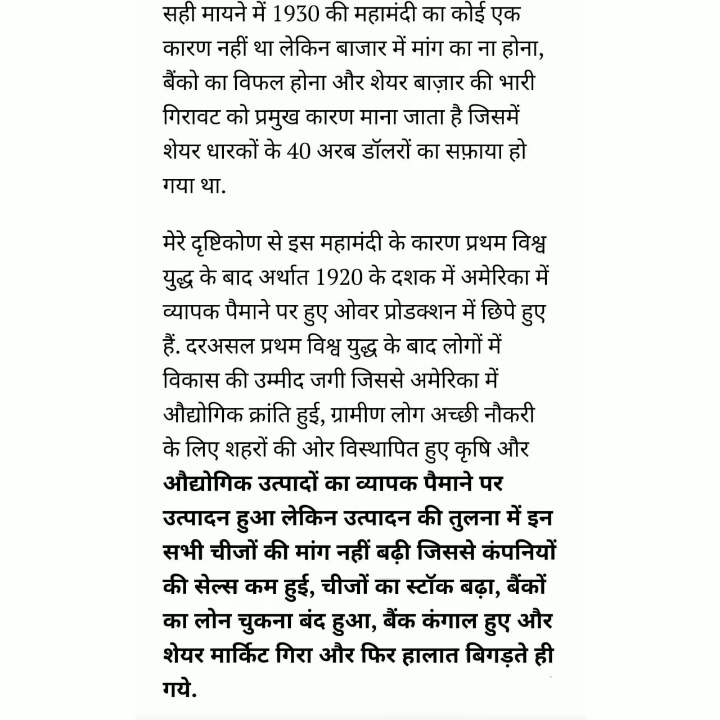 सही मायने में 1930 की महामंदी का कोई एक
कारण नहीं था लेकिन बाजार में मांग का ना होना,
बैंको का विफल होना और शेयर बाज़ार की भारी
गिरावट को प्रमुख कारण माना जाता है जिसमें
शेयर धारकों के 40 अरब डॉलरों का सफ़ाया हो
गया था.
मेरे दृष्टिकोण से इस महामंदी के कारण प्रथम विश्व
युद्ध के बाद अर्थात 1920 के दशक में अमेरिका में
व्यापक पैमाने पर हुए ओवर प्रोडक्शन में छिपे हुए
हैं. दरअसल प्रथम विश्व युद्ध के बाद लोगों में
विकास की उम्मीद जगी जिससे अमेरिका में
औद्योगिक क्रांति हुई, ग्रामीण लोग अच्छी नौकरी
के लिए शहरों की ओर विस्थापित हुए कृषि और
औद्योगिक उत्पादों का व्यापक पैमाने पर
उत्पादन हुआ लेकिन उत्पादन की तुलना में इन
सभी चीजों की मांग नहीं बढ़ी जिससे कंपनियों
की सेल्स कम हुई, चीजों का स्टॉक बढ़ा, बैंकों
का लोन चुकना बंद हुआ, बैंक कंगाल हुए और
शेयर मार्किट गिरा और फिर हालात बिगड़ते ही
गये.